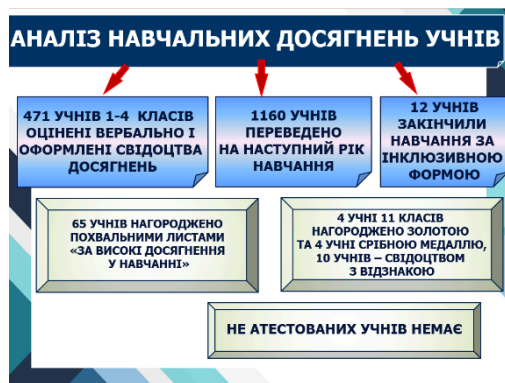 АНАЛІЗ НАВЧАЛЬНИХ ДОСЯГНЕНЬ УЧНІВ
471 УЧНІВ 1-4 КЛАСІВ
ОЦІНЕНІ ВЕРБАЛЬНО І
ОФОРМЛЕНІ СВІДОЦТВА
ДОСЯГНЕНЬ
1160 УЧНІВ
ПЕРЕВЕДЕНО
НА НАСТУПНИЙ РІК
НАВЧАННЯ
12 УЧНІВ
ЗАКІНЧИЛИ
НАВЧАННЯ ЗА
ІНКЛЮЗИВНОЮ
ФОРМОЮ
65 УЧНІВ НАГОРОДЖЕНО
ПОХВАЛЬНИМИ ЛИСТАМИ
«ЗА ВИСОКІ ДОСЯГНЕННЯ
У НАВЧАННІ»
4 УЧНІ 11 КЛАСІВ
НАГОРОДЖЕНО ЗОЛОТОЮ
ТА 4 УЧНІ СРІБНОЮ МЕДАЛЛЮ,
10 УЧНІВ – СВІДОЦТВОМ
З ВІДЗНАКОЮ
НЕ АТЕСТОВАНИХ УЧНІВ НЕМАЄ